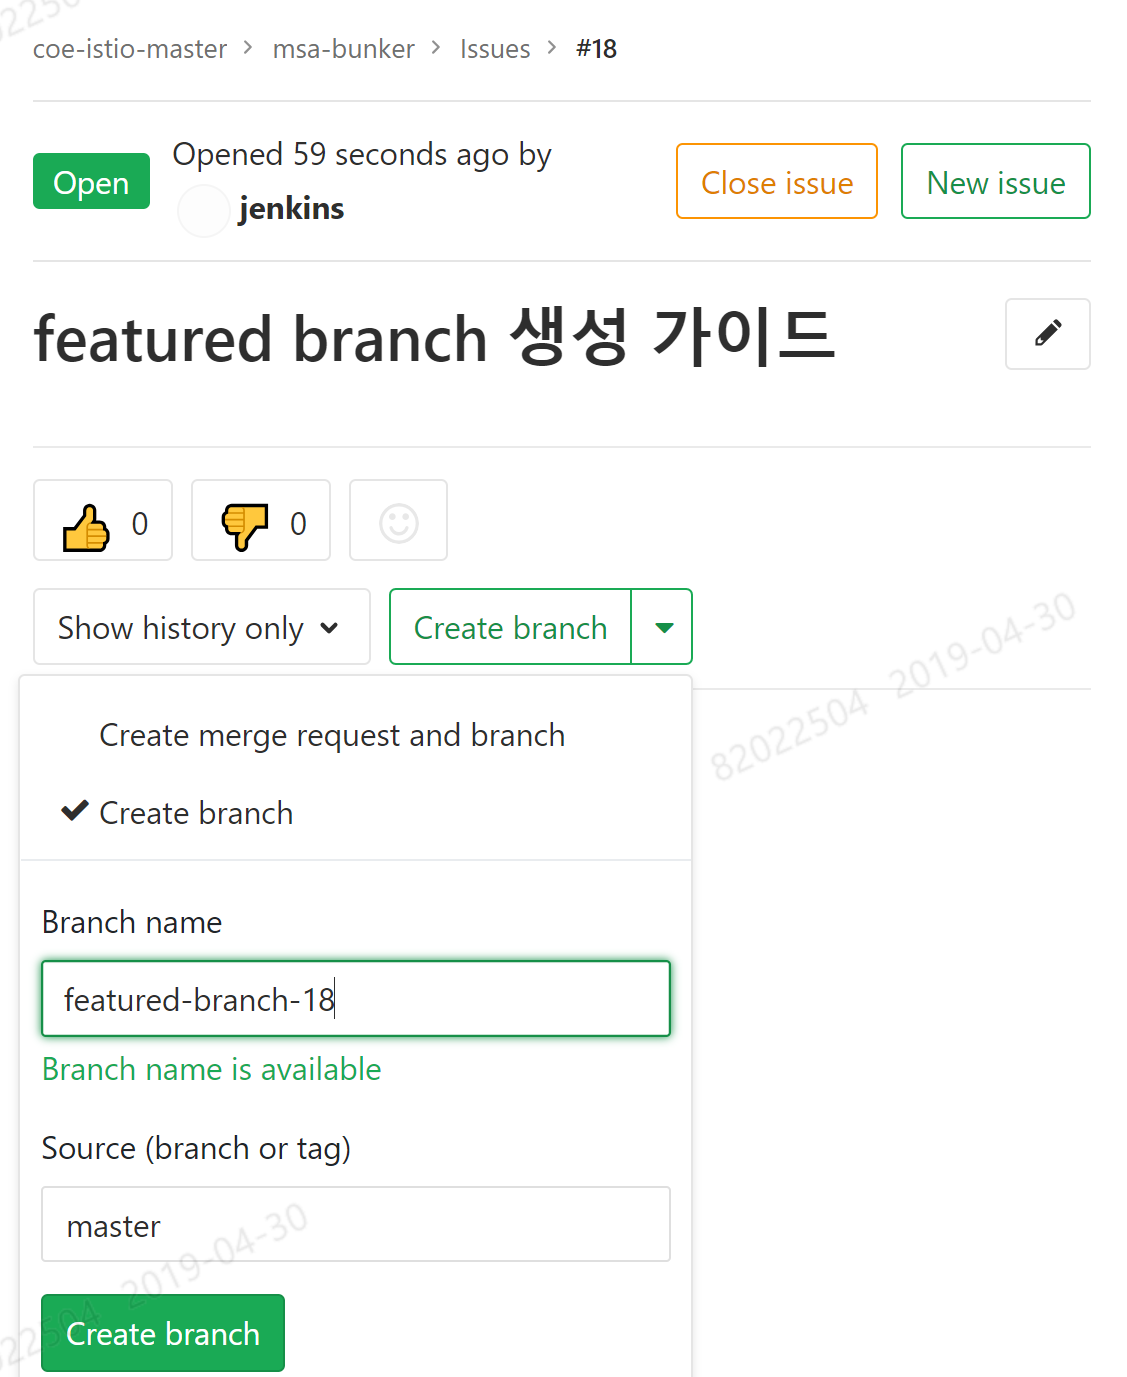 coe-istio-master > msa-bunker > Issues > #18
Open
Opened 59 seconds ago by
jenkins
Close issue
New issue
featured branch 생성 가이드
0
0
Show history only
Create branch
82022504 2019-04-30
Create merge request and branch
Create branch
Branch name
featured-branch-18
Branch name is available
Source (branch or tag)
master
2019-04-30
Create branch